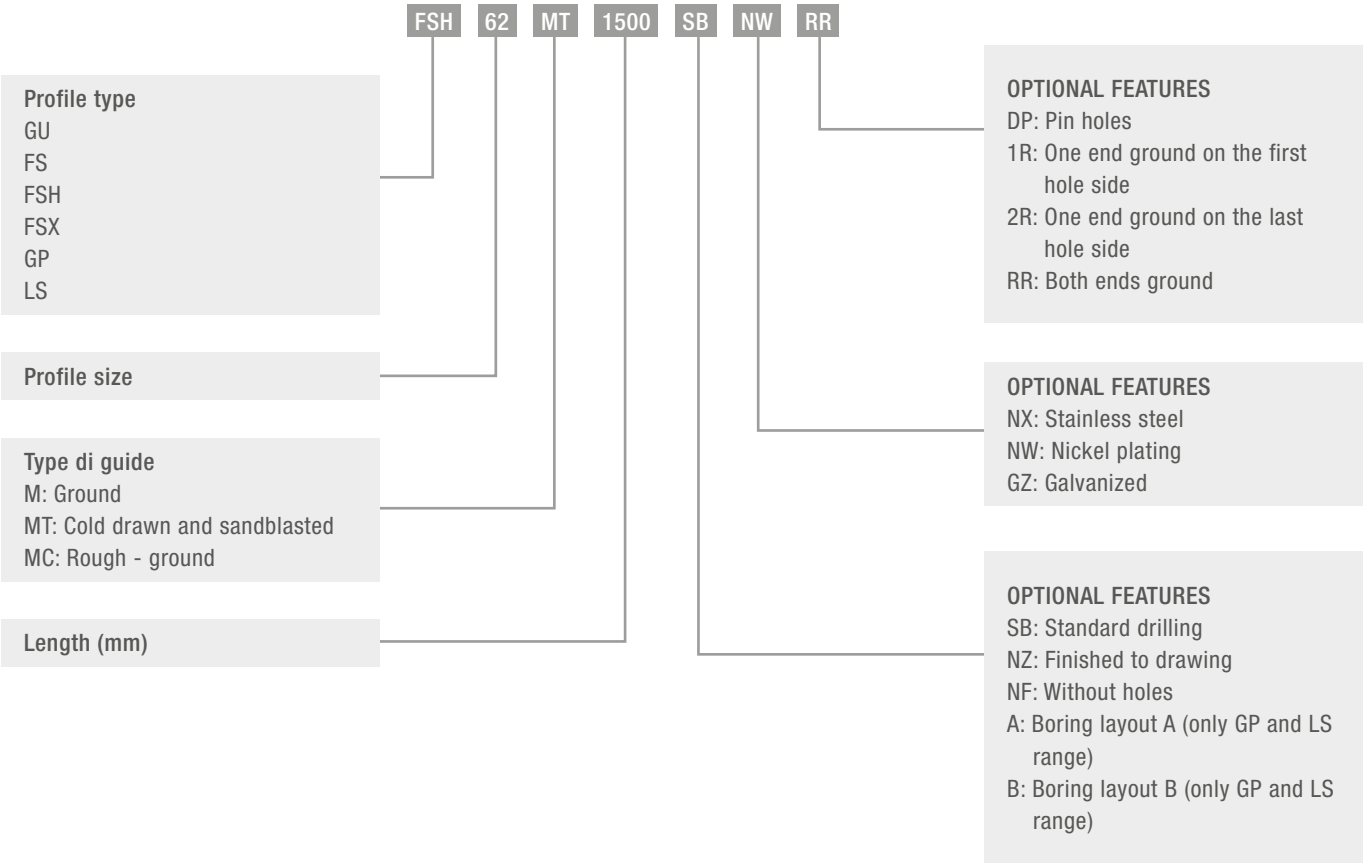 FSH 62 MT 1500 SB NW RR
Profile type
GU
FS
FSH
FSX
GP
LS
Profile size
Type di guide
M: Ground
MT: Cold drawn and sandblasted
MC: Rough - ground
Length (mm)
OPTIONAL FEATURES
DP: Pin holes
1R: One end ground on the first
hole side
2R: One end ground on the last
hole side
RR: Both ends ground
OPTIONAL FEATURES
NX: Stainless steel
NW: Nickel plating
GZ: Galvanized
OPTIONAL FEATURES
SB: Standard drilling
NZ: Finished to drawing
NF: Without holes
A: Boring layout A (only GP and LS
range)
B: Boring layout B (only GP and LS
range)